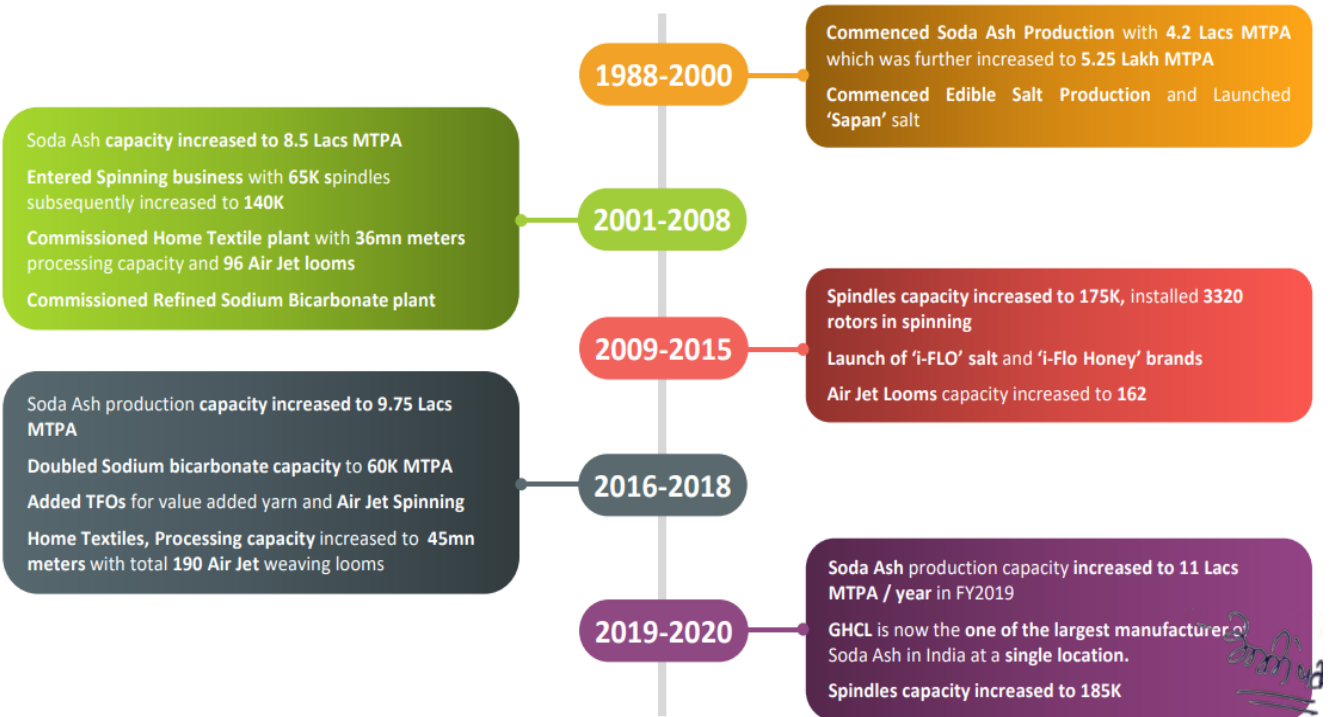 1988-2000
Commenced Soda Ash Production with 4.2 Lacs MTPA
which was further increased to 5.25 Lakh MTPA
Commenced Edible Salt Production and Launched
‘Sapan’ salt
2001-2008
Soda Ash capacity increased to 8.5 Lacs MTPA
Entered Spinning business with 65K spindles
subsequently increased to 140K
Commissioned Home Textile plant with 36mn meters
processing capacity and 96 Air Jet looms
Commissioned Refined Sodium Bicarbonate plant
2009-2015
Spindles capacity increased to 175K, installed 3320
rotors in spinning
Launch of ‘i-FLO’ salt and ‘i-Flo Honey’ brands
Air Jet Looms capacity increased to 162
2016-2018
Soda Ash production capacity increased to 9.75 Lacs
MTPA
Doubled Sodium bicarbonate capacity to 60K MTPA
Added TFOs for value added yarn and Air Jet Spinning
Home Textiles, Processing capacity increased to 45mn
meters with total 190 Air Jet weaving looms
2019-2020
Soda Ash production capacity increased to 11 Lacs
MTPA / year in FY2019
GHCL is now the one of the largest manufacturer
Soda Ash in India at a single location.
Spindles capacity increased to 185K